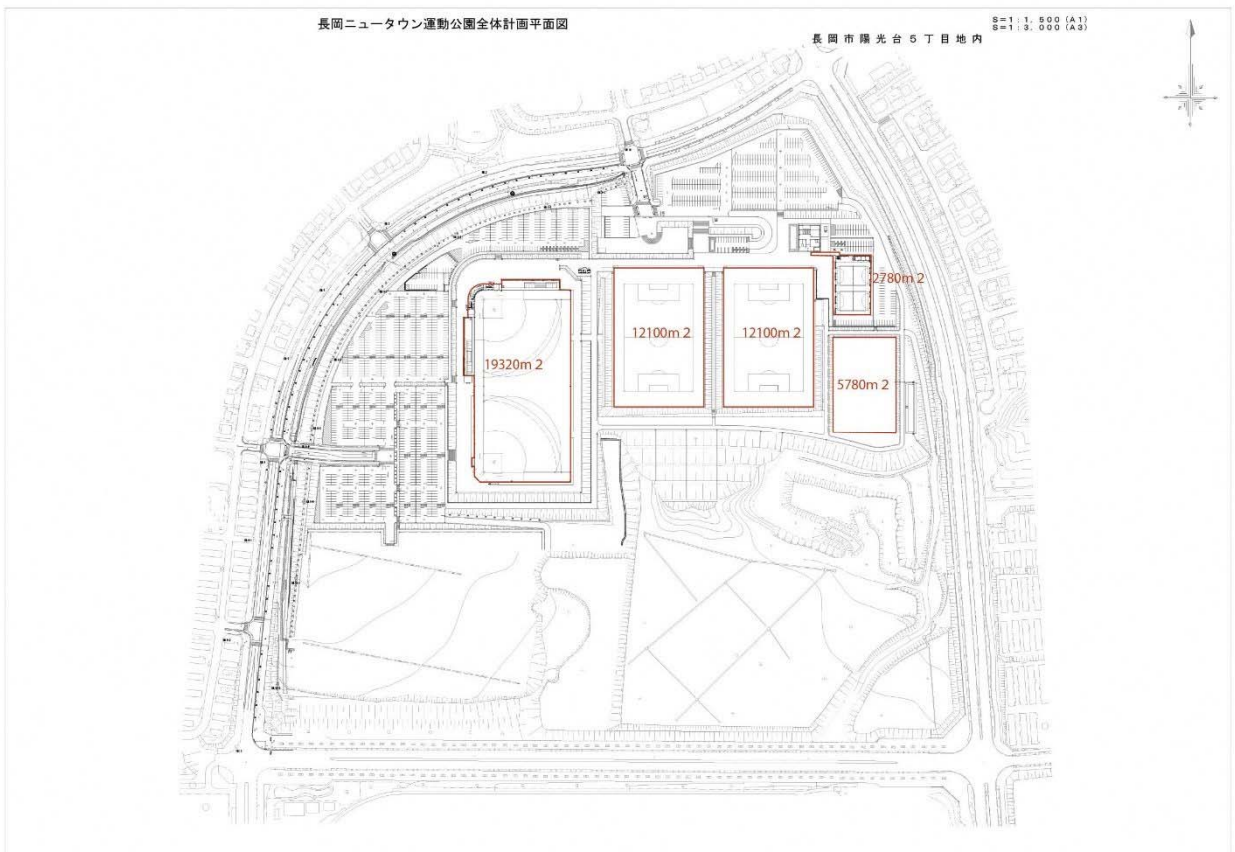 長岡ニュータウン運動公園全体計画平面図
S=1:1,500 (A1)
S=1:3,000 (A3)
長岡市陽光台5丁目地内
2780m 2
12100m 2
12100m 2
19320m 2
5780m 2